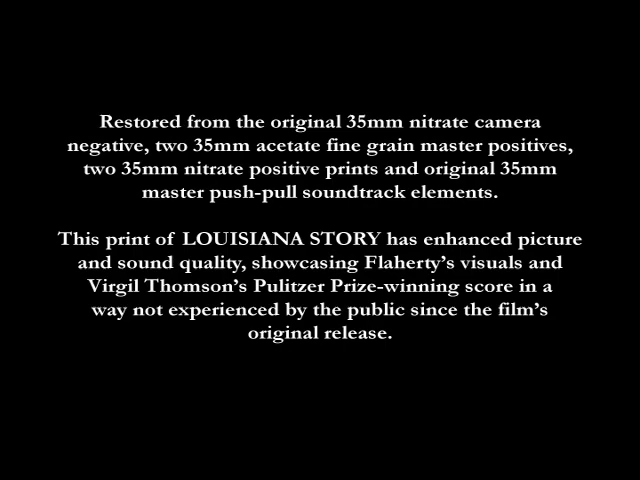 Restored from the original 35mm nitrate camera
negative, two 35mm acetate fine grain master positives,
two 35mm nitrate positive prints and original 35mm
master push-pull soundtrack elements.
This print of LOUISIANA STORY has enhanced picture
and sound quality, showcasing Flaherty’s visuals and
Virgil Thomson’s Pulitzer Prize-winning score in a
way not experienced by the public since the film’s
original release.